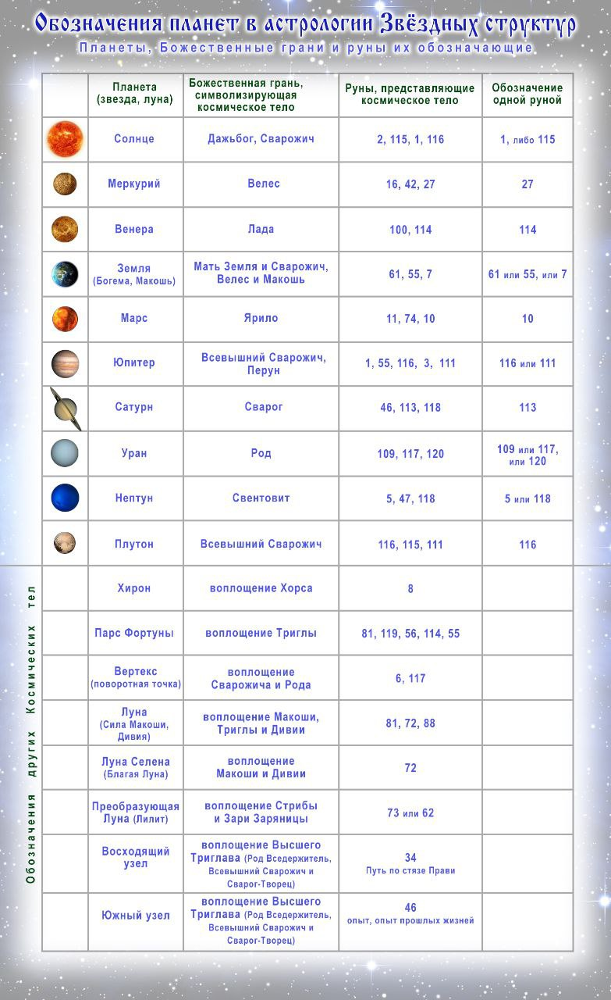 Обозначения планет в астрологии Звёздных структур
Планеты, Божественные грани и руны их обозначающие
Планета
(звезда, луна)
Божественная грань,
символизирующая
космическое тело
Руны, представляющие
космическое тело
Обозначение
одной руной
Солнце
Дажьбог, Сварожич
2, 115, 1, 116
1, либо 115
Меркурий
Велес
16, 42, 27
27
Венера
Лада
100, 114
114
Земля
(Богема, Макошь)
Мать Земля и Сварожич,
Велес и Макошь
61, 55, 7
61 или 55, или 7
Марс
Ярило
11, 74, 10
10
Юпитер
Всевышний Сварожич,
Перун
1, 55, 116, 3, 111
116 или 111
Сатурн
Сварог
46, 113, 118
113
Уран
Род
109, 117, 120
109 или 117,
или 120
Нептун
Свентовит
5, 47, 118
5 или 118
Плутон
Всевышний Сварожич
116, 115, 111
116
Обозначения других Космических тел
Хирон
воплощение Хорса
8
Парс Фортуны
воплощение Триглы
81, 119, 56, 114, 55
Вертекс
(поворотная точка)
воплощение
Сварожича и Рода
6, 117
Луна
(Сила Макоши,
Дивия)
воплощение Макоши,
Триглы и Дивии
81, 72, 88
Луна Селена
(Благая Луна)
воплощение
Макоши и Дивии
72
Преобразующая
Луна (Лилит)
воплощение Стрибы
и Зари Заряницы
73 или 62
Восходящий
узел
воплощение Высшего
Триглава (Род Вседержитель,
Всевышний Сварожич и
Сварог-Творец)
34
Путь по стязе Прави
Южный узел
воплощение Высшего
Триглава (Род Вседержитель,
Всевышний Сварожич и
Сварог-Творец)
46
опыт, опыт прошлых жизней